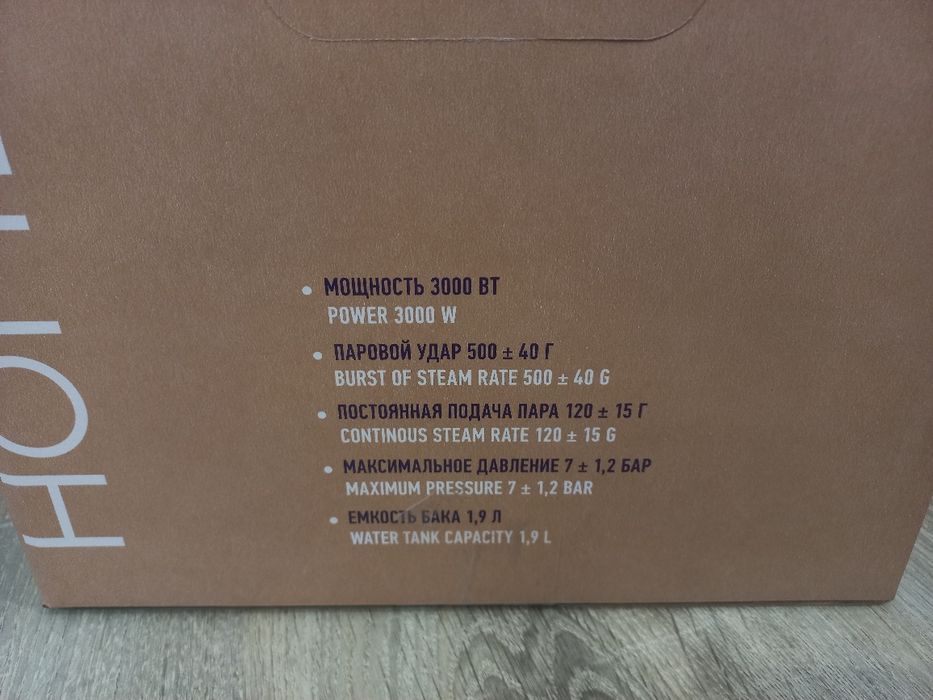 МОЩНОСТЬ 3000 ВТ
POWER 3000 W
ПАРОВОЙ УДАР 500 ± 40 Г
BURST OF STEAM RATE 500 ± 40 G
ПОСТОЯННАЯ ПОДАЧА ПАРА 120 ± 15 Г
CONTINOUS STEAM RATE 120 ± 15 G
МАКСИМАЛЬНОЕ ДАВЛЕНИЕ 7 ± 1,2 БАР
MAXIMUM PRESSURE 7 ± 1,2 BAR
ЕМКОСТЬ БАКА 1,9 Л
WATER TANK CAPACITY 1,9 L